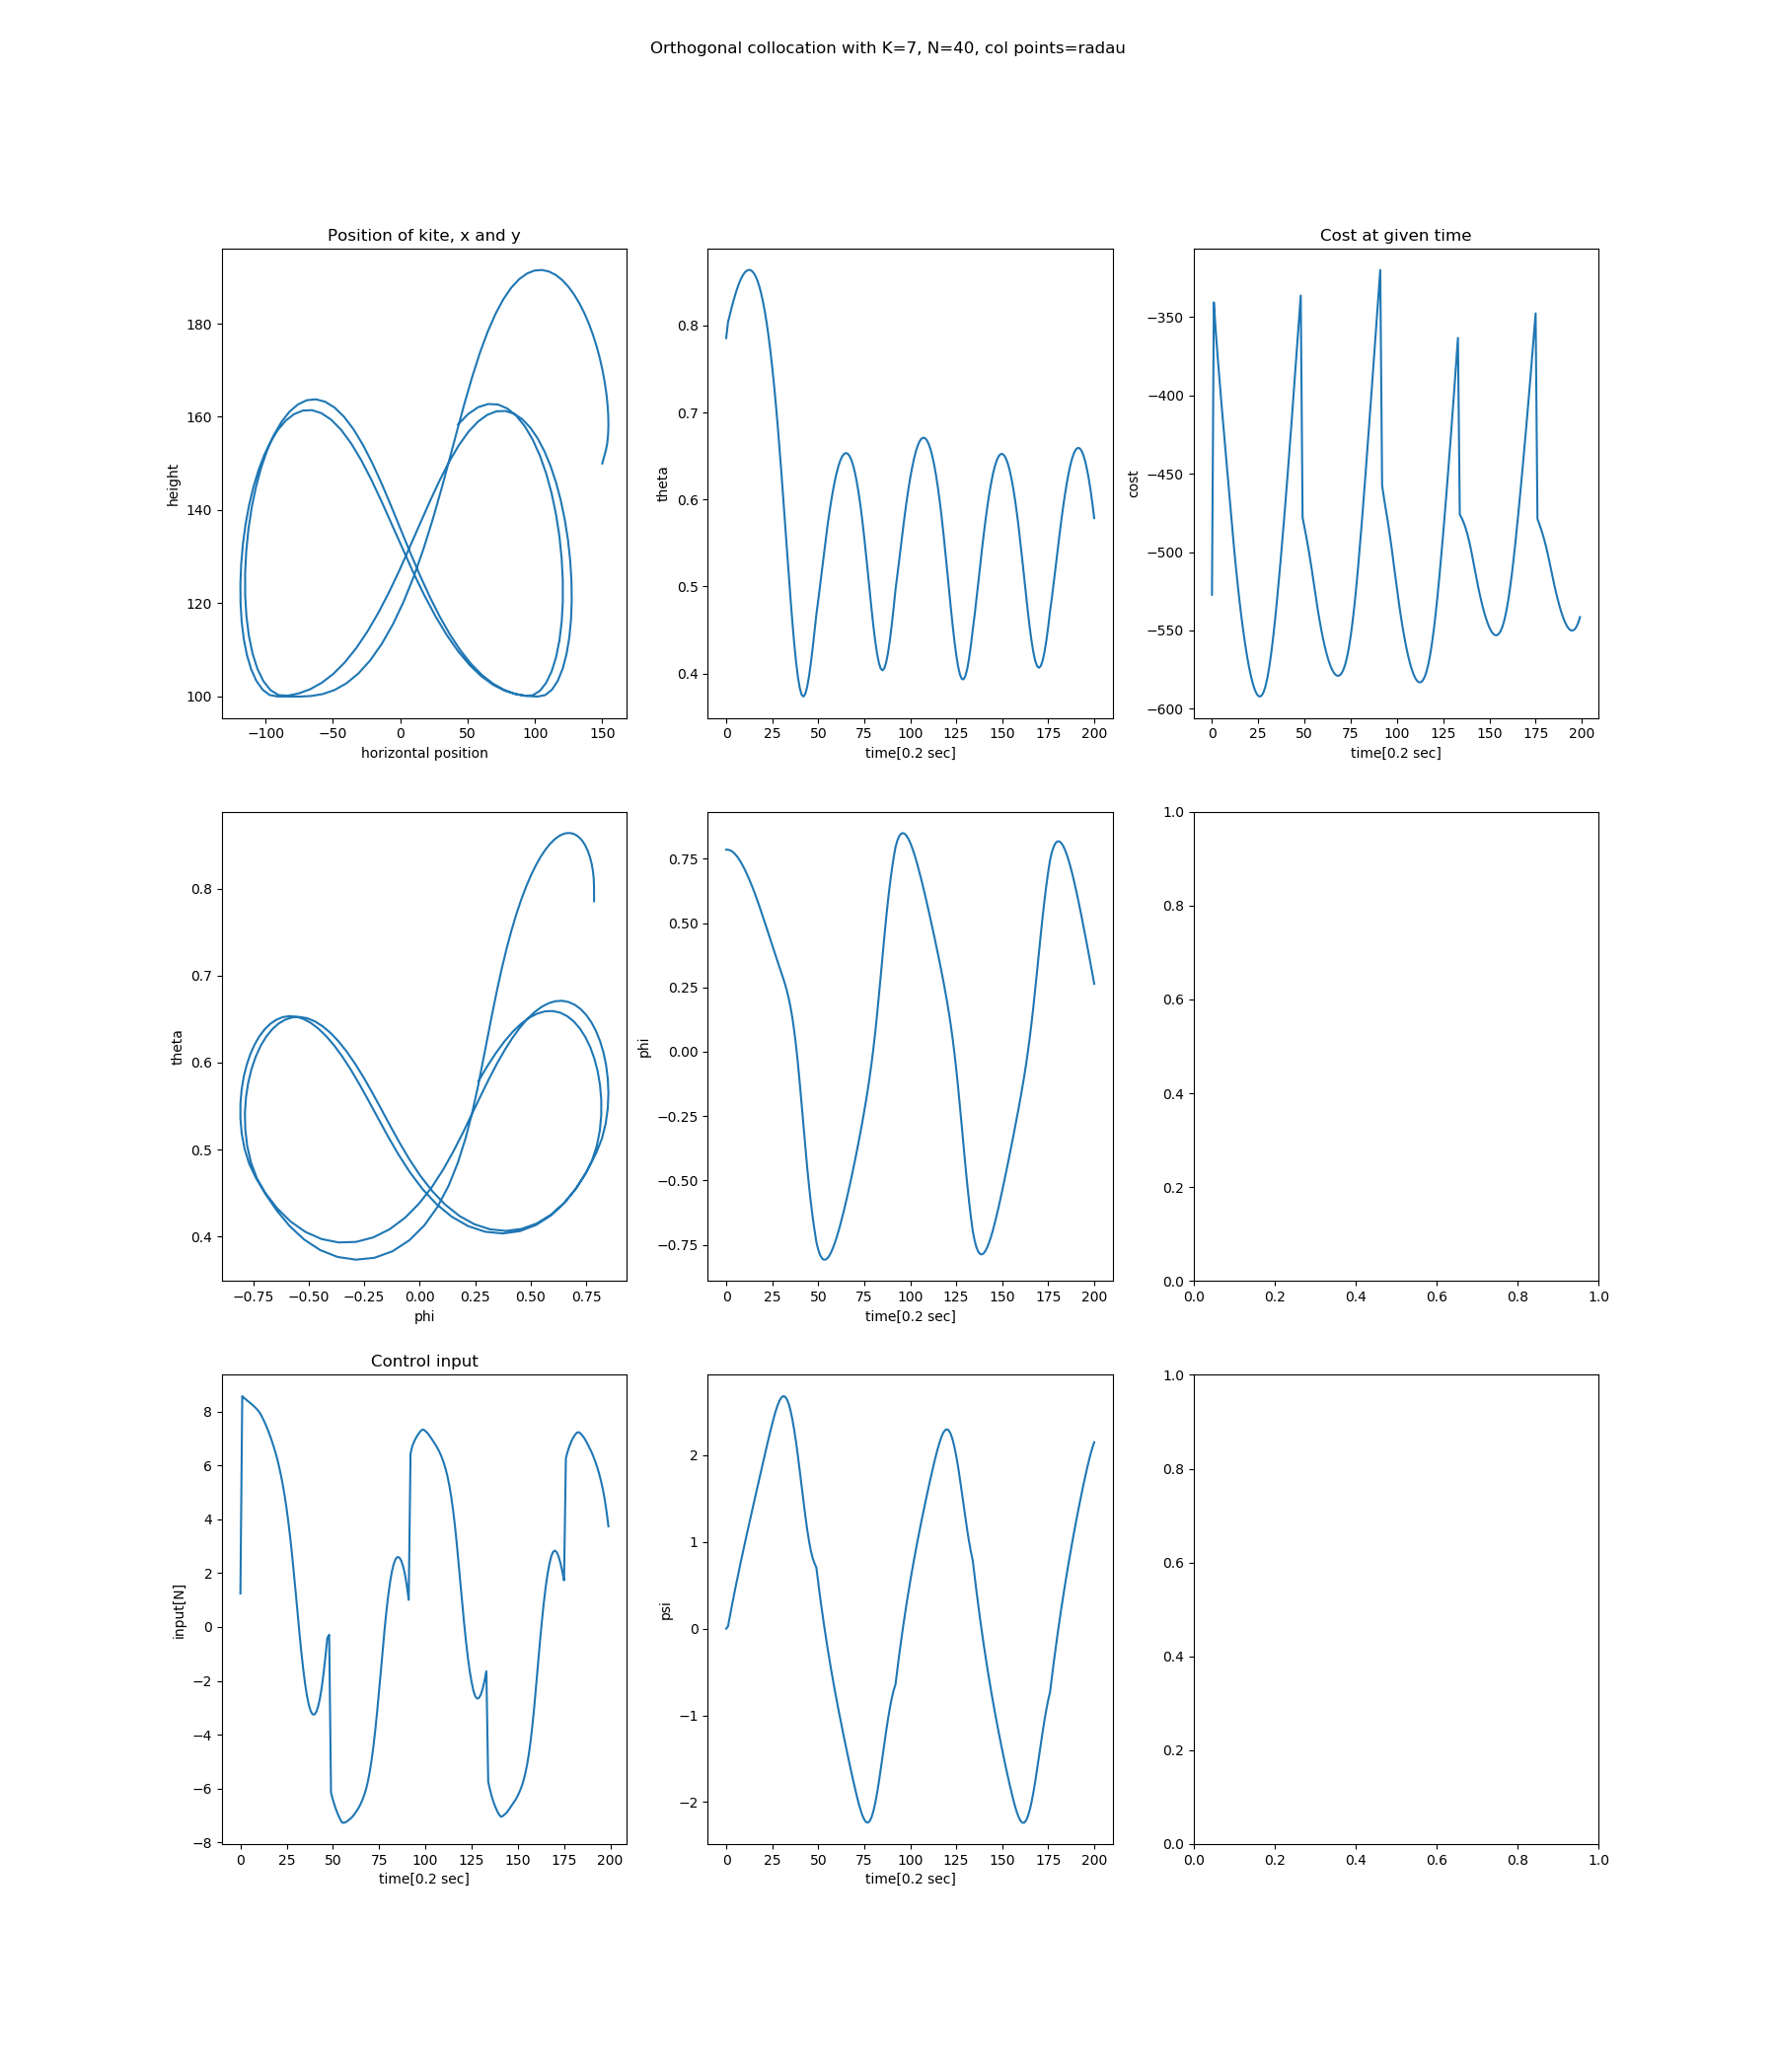 Orthogonal collocation with K=7, N=40, col points=radau
Position of kite, x and y
height
180
160
140
120
100
−100 −50 0 50 100 150
horizontal position
theta
0.8
0.7
0.6
0.5
0.4
0 25 50 75 100 125 150 175 200
time[0.2 sec]
Cost at given time
cost
−350
−400
−450
−500
−550
−600
0 25 50 75 100 125 150 175 200
time[0.2 sec]
theta
0.8
0.7
0.6
0.5
0.4
−0.75 −0.50 −0.25 0.00 0.25 0.50 0.75
phi
phi
0.75
0.50
0.25
0.00
−0.25
−0.50
−0.75
0 25 50 75 100 125 150 175 200
time[0.2 sec]
1.0
0.8
0.6
0.4
0.2
0.0
0.0 0.2 0.4 0.6 0.8 1.0
Control input
input[N]
8
6
4
2
0
−2
−4
−6
−8
0 25 50 75 100 125 150 175 200
time[0.2 sec]
psi
2
1
0
−1
−2
0 25 50 75 100 125 150 175 200
time[0.2 sec]
1.0
0.8
0.6
0.4
0.2
0.0
0.0 0.2 0.4 0.6 0.8 1.0